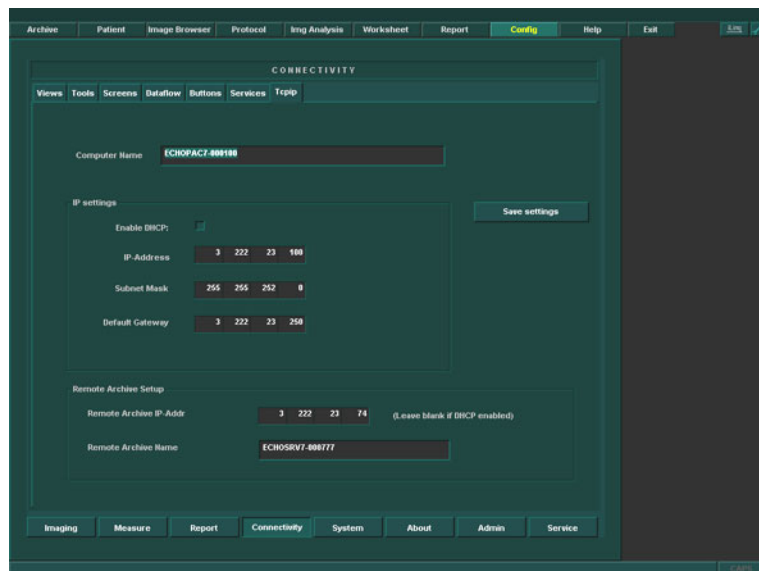 Archive Patient Image Browser Protocol Img Analysis Worksheet Report Config Help Exit
CONNECTIVITY
Views Tools Screens Dataflow Buttons Services Tcpip
Computer Name ECHOPAC7-000100
IP settings
Save settings
Enable DHCP:
IP-Address 3 222 23 100
Subnet Mask 255 255 252 0
Default Gateway 3 222 23 250
Remote Archive Setup
Remote Archive IP-Addr 3 222 23 74 (Leave blank if DHCP enabled)
Remote Archive Name ECHOSRV7-000777
Imaging Measure Report Connectivity System About Admin Service
CAPS